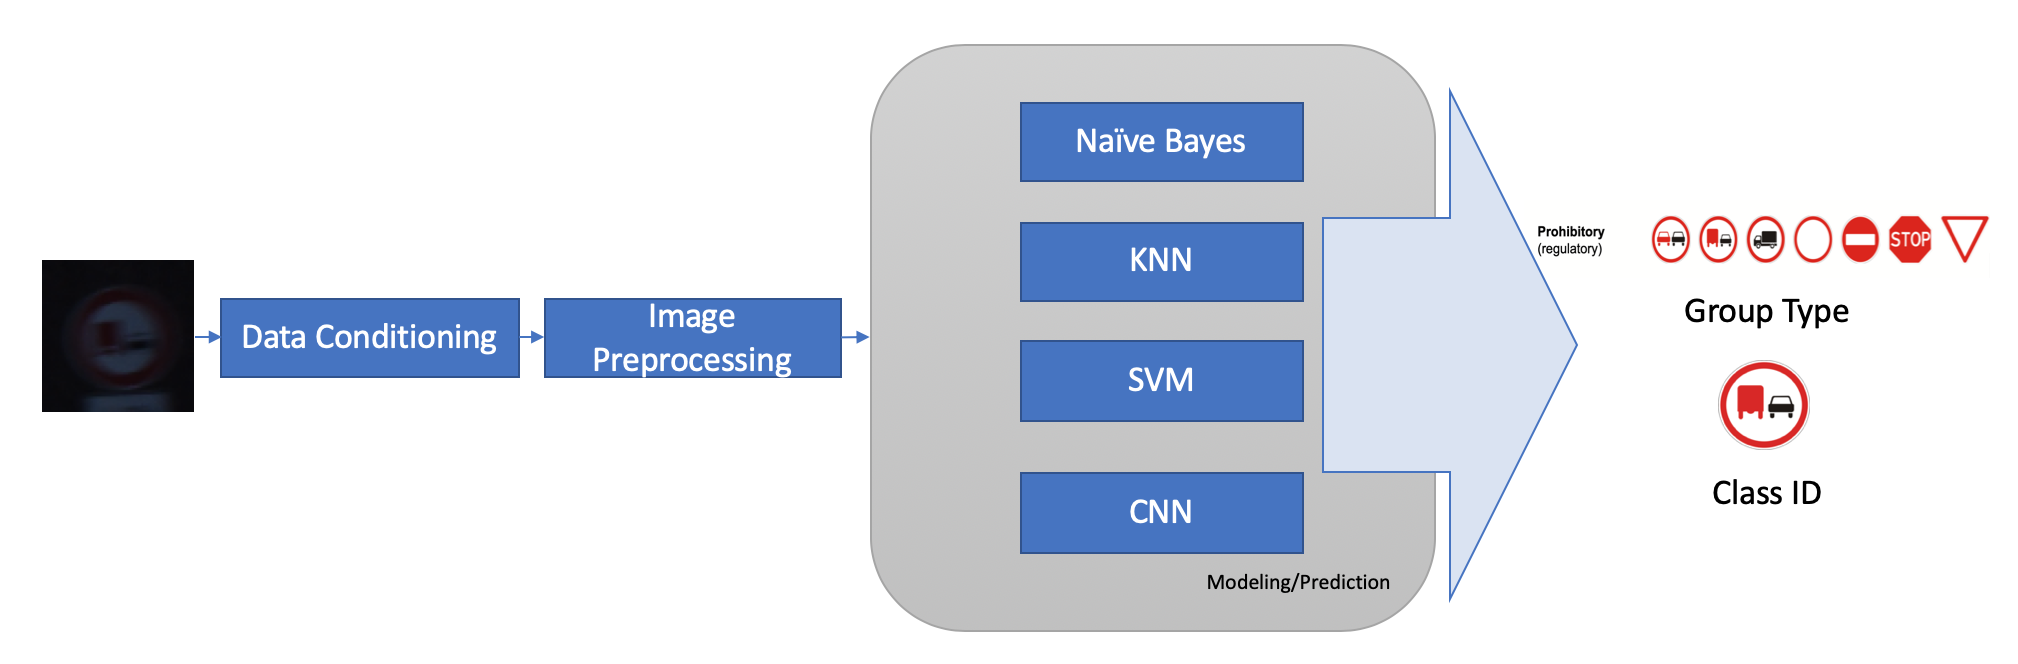 Data Conditioning
Image
Preprocessing
Naïve Bayes
KNN
SVM
CNN
Modeling/Prediction
Prohibitory
(regulatory)
STOP
Group Type
Class ID